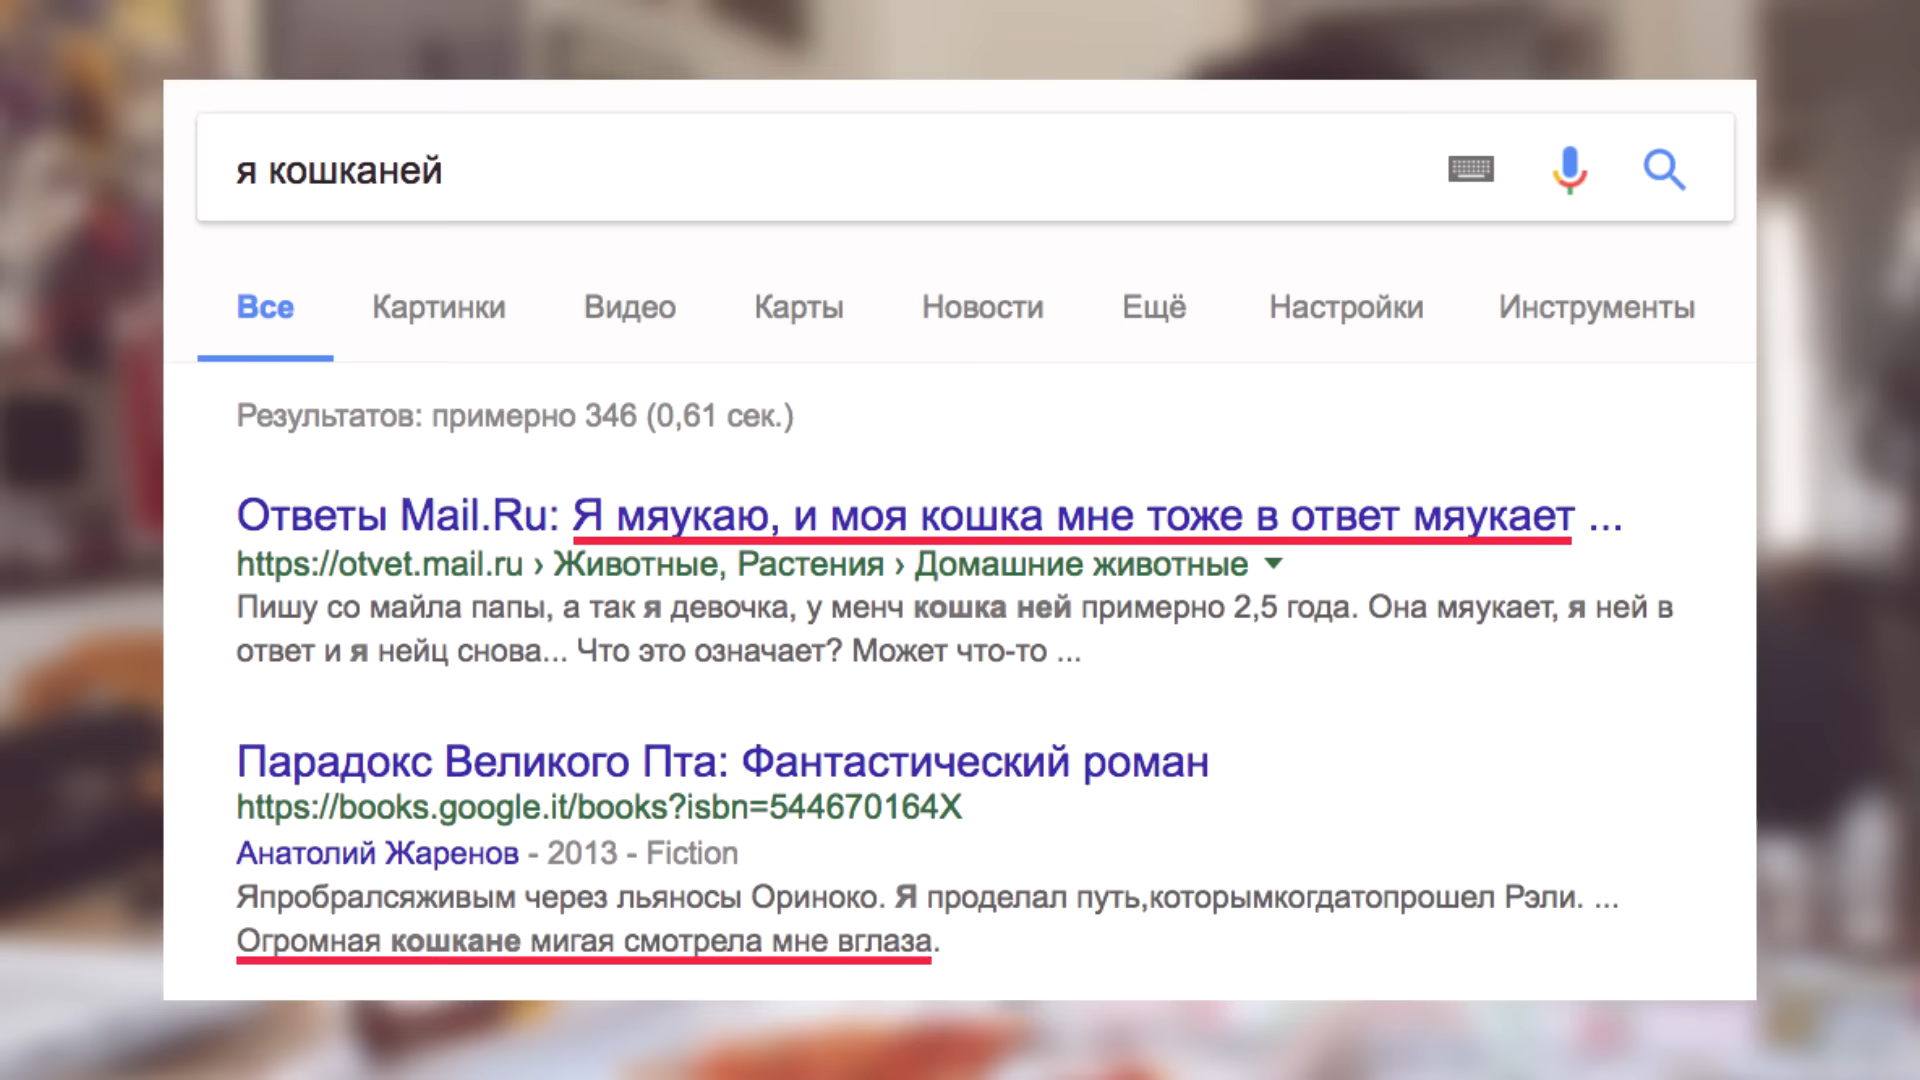 я кошканей
Все Картинки Видео Карты Новости Ещё Настройки Инструменты
Результатов: примерно 346 (0,61 сек.)
Ответы Mail.Ru: Я мяукаю, и моя кошка мне тоже в ответ мяукает ...
https://otvet.mail.ru › Животные, Растения › Домашние животные
Пишу со майла папы, а так я девочка, у менч кошка ней примерно 2,5 года. Она мяукает, я ней в
ответ и я нейц снова... Что это означает? Может что-то ...
Парадокс Великого Пта: Фантастический роман
https://books.google.it/books?isbn=544670164X
Анатолий Жаренов - 2013 - Fiction
Япробралсяживым через льяносы Ориноко. Я проделал путь,которымкогдатопрошел Рэли. ...
Огромная кошкане мигая смотрела мне вглаза.